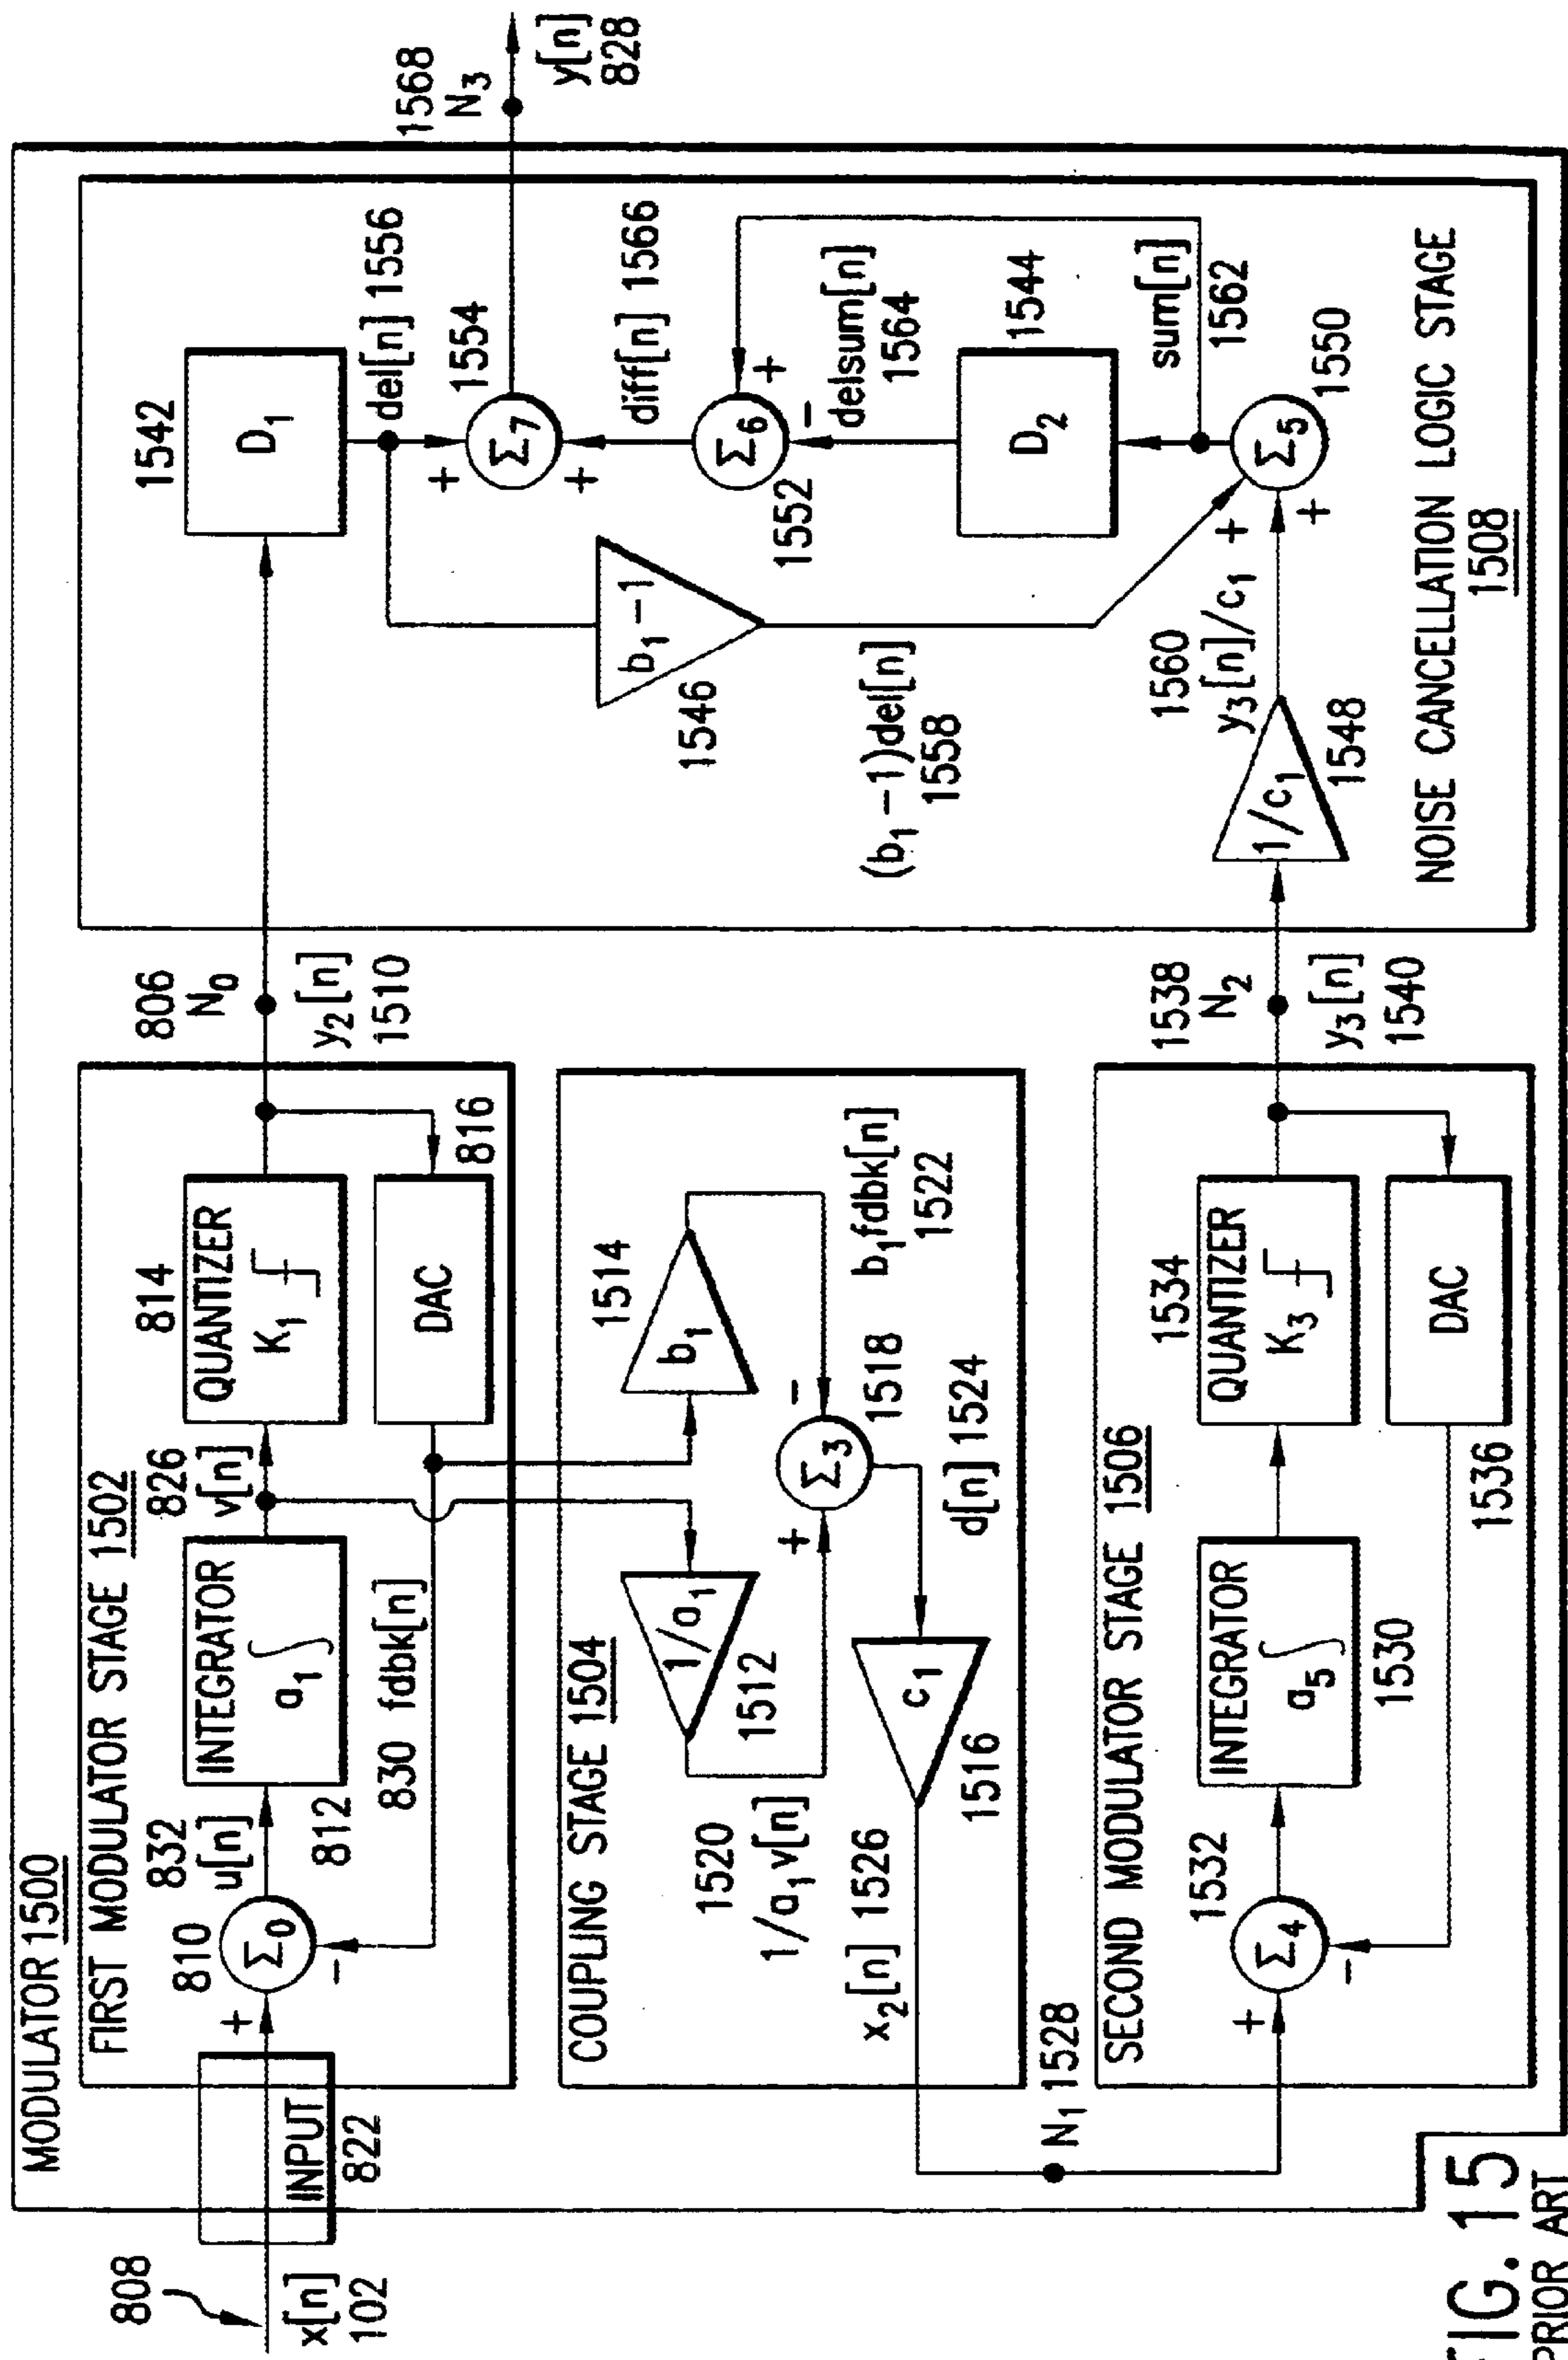 MODULATOR 1500
808
x[n]
102
INPUT
822
FIRST MODULATOR STAGE 1502
810
Σ0
+
-
832
u[n]
INTEGRATOR
a1 ∫
812
826
v[n]
830 fdbk[n]
814
QUANTIZER
K1
DAC
816
806
N0
y2[n]
1510
COUPLING STAGE 1504
1/a1
1512
1520
1/a1v[n]
b1
1514
b1fdbk[n]
1522
Σ3
+
-
1518
d[n] 1524
c1
1516
x2[n] 1526
N1 1528
SECOND MODULATOR STAGE 1506
1532
Σ4
+
-
INTEGRATOR
a5 ∫
1530
1534
QUANTIZER
K3
DAC
1536
1538
N2
y3[n]
1540
1542
D1
del[n] 1556
Σ7
+
+
1554
1568
N3
y[n]
828
b1-1
1546
(b1-1)del[n]
1558
diff[n] 1566
Σ6
+
-
1552
delsum[n]
1564
D2
1544
sum[n]
1562
Σ5
+
+
1550
1/c1
1548
1560
y3[n]/c1
NOISE CANCELLATION LOGIC STAGE
1508
FIG. 15
PRIOR ART